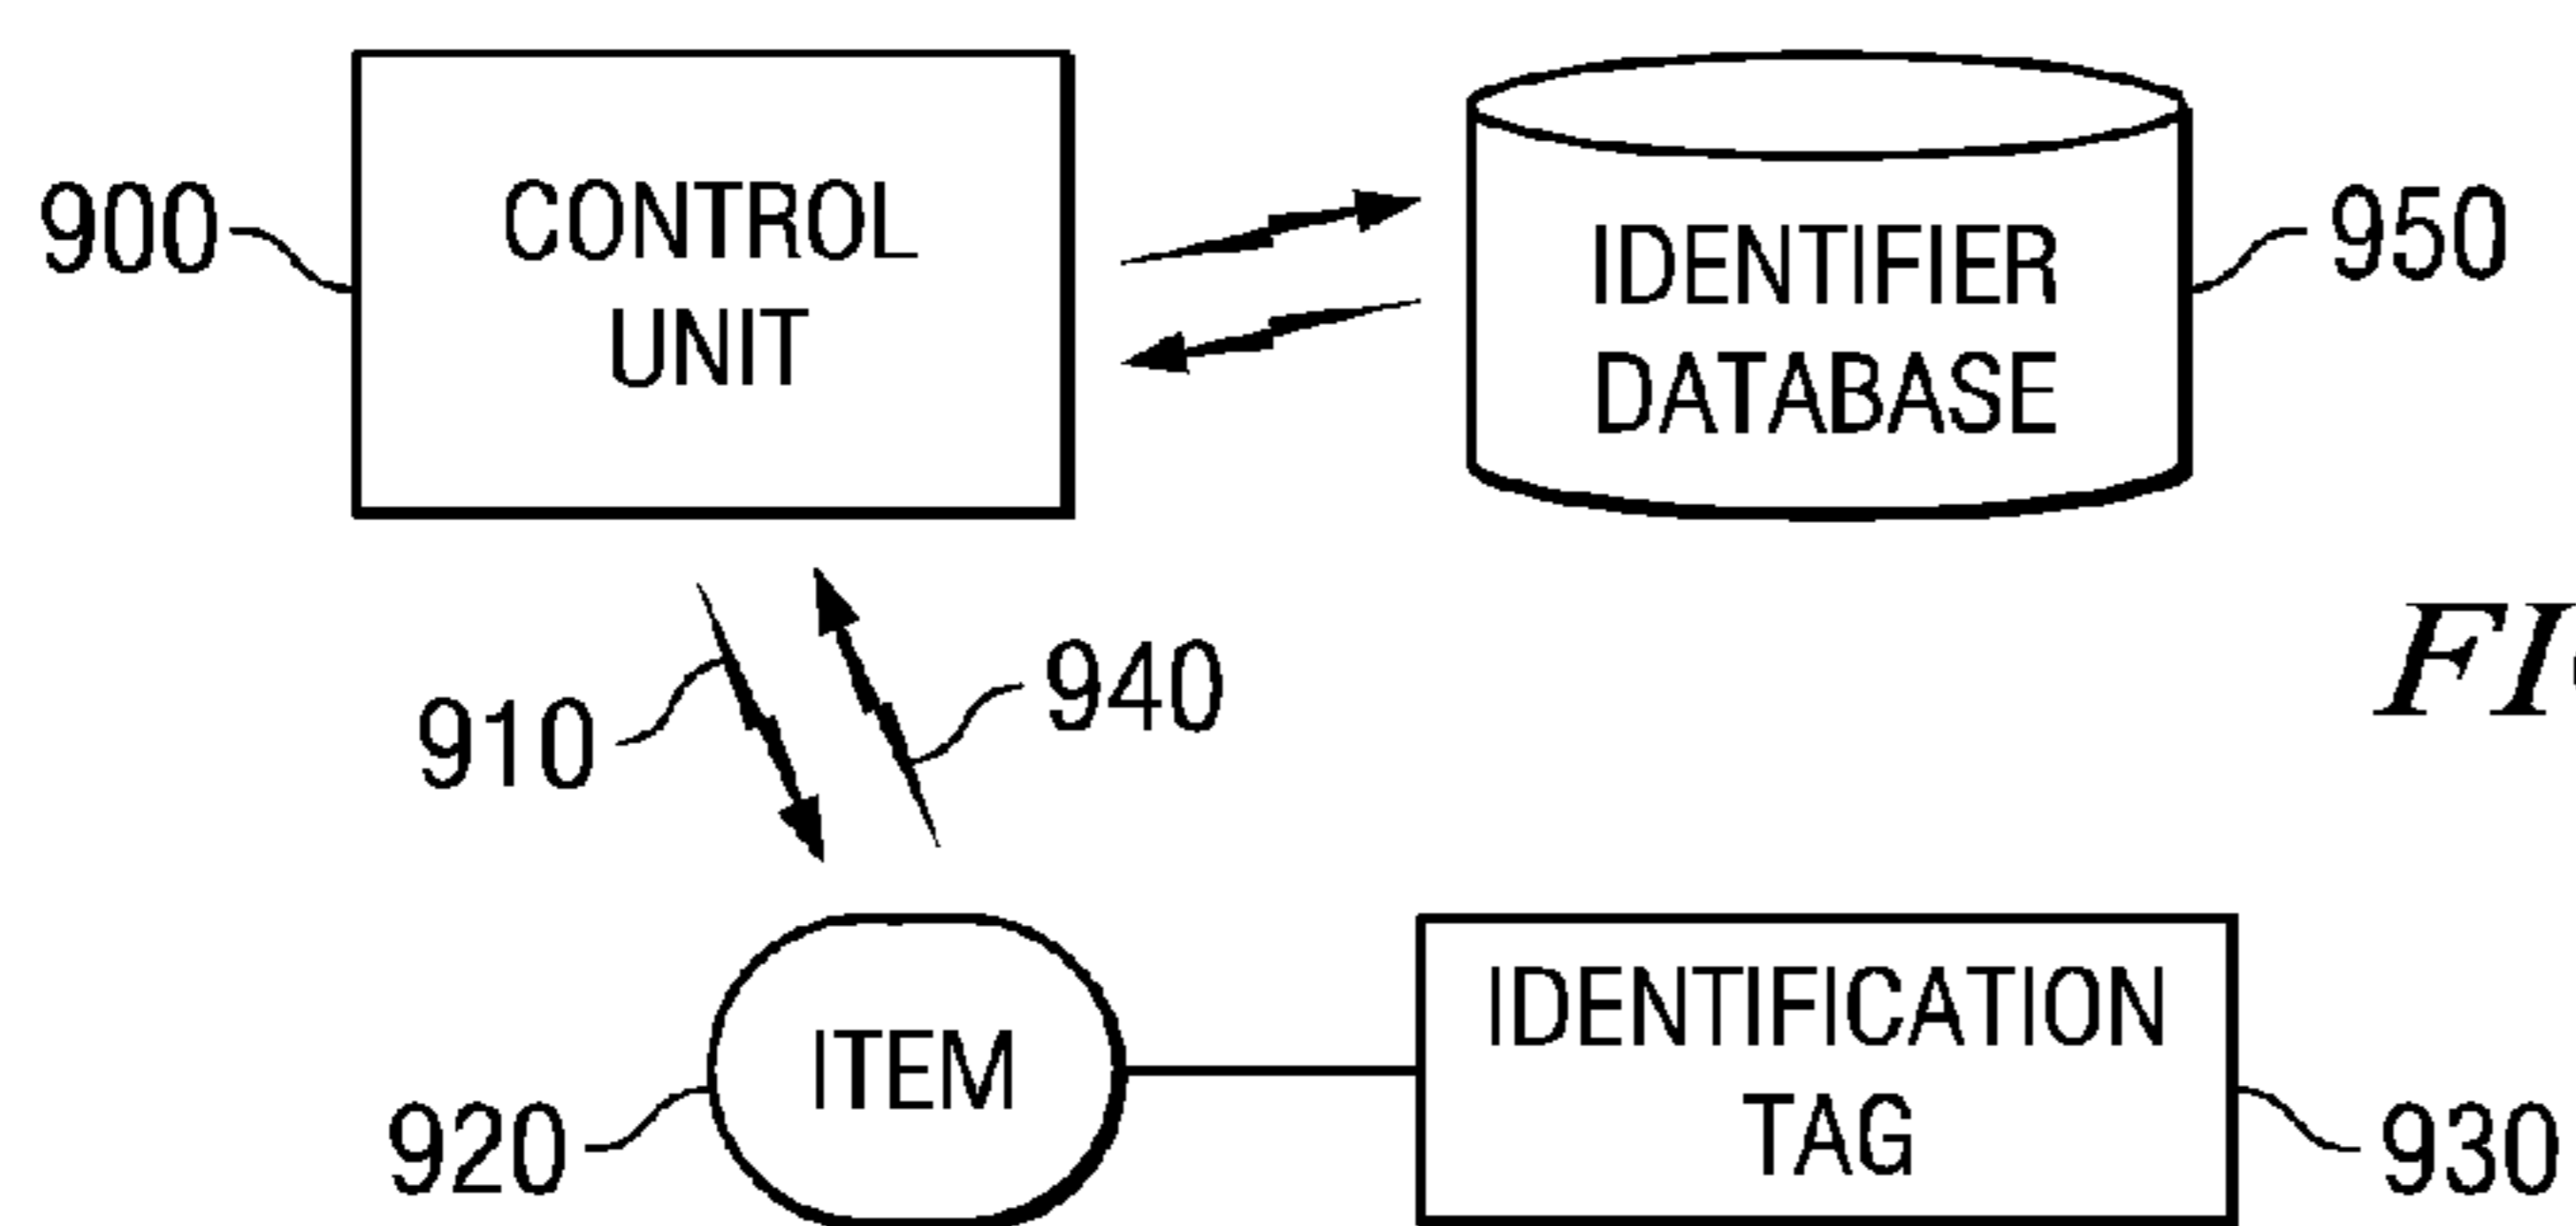 900
CONTROL
UNIT
IDENTIFIER
DATABASE
950
910
940
920
ITEM
IDENTIFICATION
TAG
930